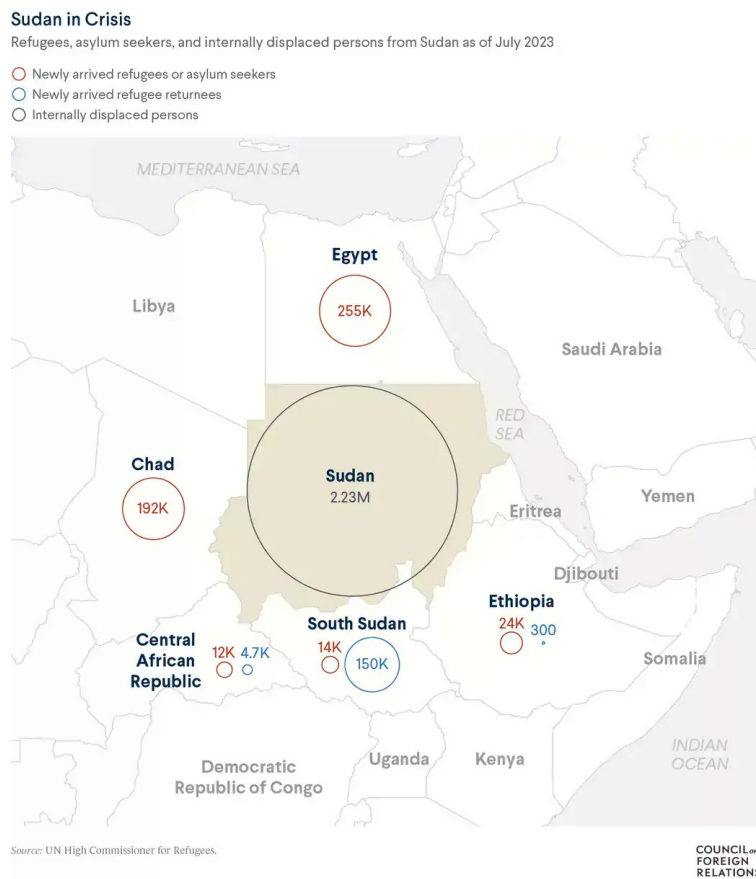 Sudan in Crisis
Refugees, asylum seekers, and internally displaced persons from Sudan as of July 2023
Newly arrived refugees or asylum seekers
Newly arrived refugee returnees
Internally displaced persons
MEDITERRANEAN SEA
Egypt
255K
Libya
Saudi Arabia
RED
SEA
Chad
192K
Sudan
2.23M
Yemen
Eritrea
Djibouti
Ethiopia
24K 300
South Sudan
14K
150K
Central
African
Republic
12K 4.7K
Somalia
Democratic
Republic of Congo
Uganda
Kenya
INDIAN
OCEAN
Source: UN High Commissioner for Refugees.
COUNCIL on
FOREIGN
RELATION